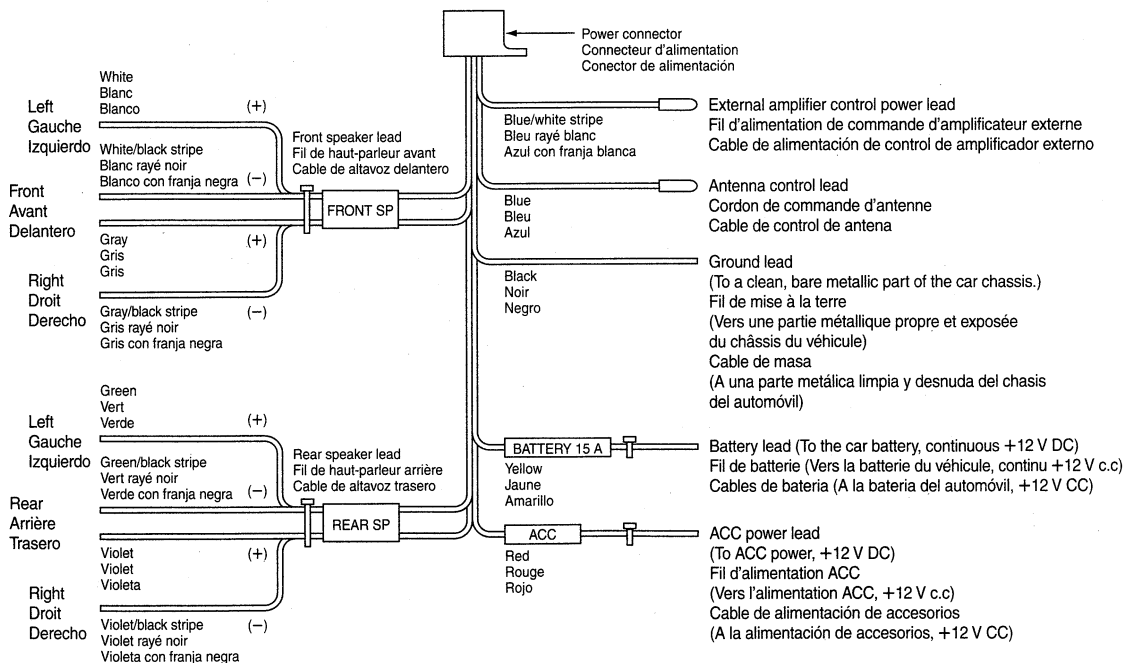 Power connector
Connecteur d'alimentation
Conector de alimentación
White
Blanc
Blanco
(+)
Left
Gauche
Izquierdo
White/black stripe
Blanc rayé noir
Blanco con franja negra
(−)
Front speaker lead
Fil de haut-parleur avant
Cable de altavoz delantero
Front
Avant
Delantero
FRONT SP
Gray
Gris
Gris
(+)
Right
Droit
Derecho
Gray/black stripe
Gris rayé noir
Gris con franja negra
(−)
Blue/white stripe
Bleu rayé blanc
Azul con franja blanca
External amplifier control power lead
Fil d'alimentation de commande d'amplificateur externe
Cable de alimentación de control de amplificador externo
Blue
Bleu
Azul
Antenna control lead
Cordon de commande d'antenne
Cable de control de antena
Black
Noir
Negro
Ground lead
(To a clean, bare metallic part of the car chassis.)
Fil de mise à la terre
(Vers une partie métallique propre et exposée
du châssis du véhicule)
Cable de masa
(A una parte metálica limpia y desnuda del chasis
del automóvil)
Green
Vert
Verde
(+)
Left
Gauche
Izquierdo
Green/black stripe
Vert rayé noir
Verde con franja negra
(−)
Rear speaker lead
Fil de haut-parleur arrière
Cable de altavoz trasero
Rear
Arrière
Trasero
REAR SP
Violet
Violet
Violeta
(+)
Right
Droit
Derecho
Violet/black stripe
Violet rayé noir
Violeta con franja negra
(−)
BATTERY 15 A
Yellow
Jaune
Amarillo
Battery lead (To the car battery, continuous +12 V DC)
Fil de batterie (Vers la batterie du véhicule, continu +12 V c.c)
Cables de bateria (A la bateria del automóvil, +12 V CC)
ACC
Red
Rouge
Rojo
ACC power lead
(To ACC power, +12 V DC)
Fil d'alimentation ACC
(Vers l'alimentation ACC, +12 V c.c)
Cable de alimentación de accesorios
(A la alimentación de accesorios, +12 V CC)